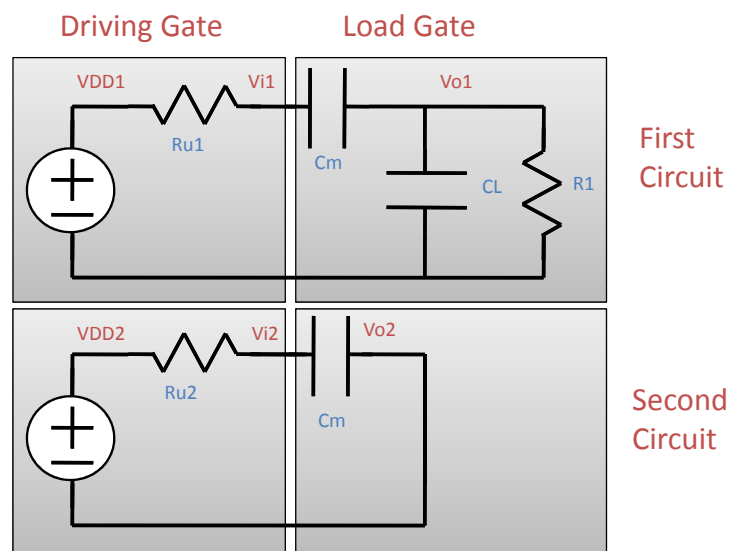 Driving Gate
Load Gate
VDD1
Vi1
Vo1
Ru1
Cm
CL
R1
First
Circuit
VDD2
Vi2
Vo2
Ru2
Cm
Second
Circuit